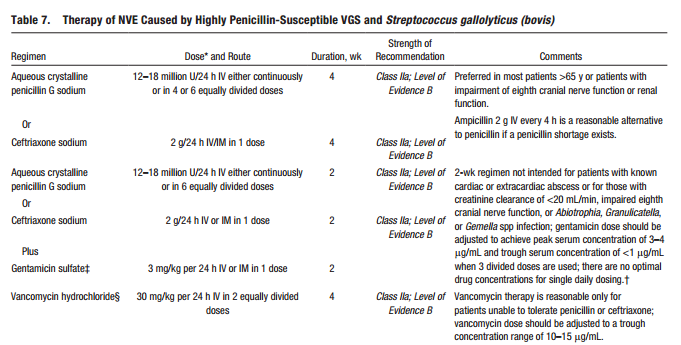 Table 7. Therapy of NVE Caused by Highly Penicillin-Susceptible VGS and Streptococcus gallolyticus (bovis)
Strength of
Regimen Dose* and Route Duration, wk Recommendation Comments
Aqueous crystalline 12–18 million U/24 h IV either continuously 4 Class IIa; Level of Preferred in most patients >65 y or patients with
penicillin G sodium or in 4 or 6 equally divided doses Evidence B impairment of eighth cranial nerve function or renal
function.
Or Ampicillin 2 g IV every 4 h is a reasonable alternative
to penicillin if a penicillin shortage exists.
Ceftriaxone sodium 2 g/24 h IV/IM in 1 dose 4 Class IIa; Level of
Evidence B
Aqueous crystalline 12–18 million U/24 h IV either continuously 2 Class IIa; Level of 2-wk regimen not intended for patients with known
penicillin G sodium or in 6 equally divided doses Evidence B cardiac or extracardiac abscess or for those with
Or creatinine clearance of <20 mL/min, impaired eighth
cranial nerve function, or Abiotrophia, Granulicatella,
Ceftriaxone sodium 2 g/24 h IV or IM in 1 dose 2 Class IIa; Level of or Gemella spp infection; gentamicin dose should be
Evidence B adjusted to achieve peak serum concentration of 3–4
Plus μg/mL and trough serum concentration of <1 μg/mL
Gentamicin sulfate‡ 3 mg/kg per 24 h IV or IM in 1 dose 2 when 3 divided doses are used; there are no optimal
drug concentrations for single daily dosing.†
Vancomycin hydrochloride§ 30 mg/kg per 24 h IV in 2 equally divided 4 Class IIa; Level of Vancomycin therapy is reasonable only for
doses Evidence B patients unable to tolerate penicillin or ceftriaxone;
vancomycin dose should be adjusted to a trough
concentration range of 10–15 μg/mL.